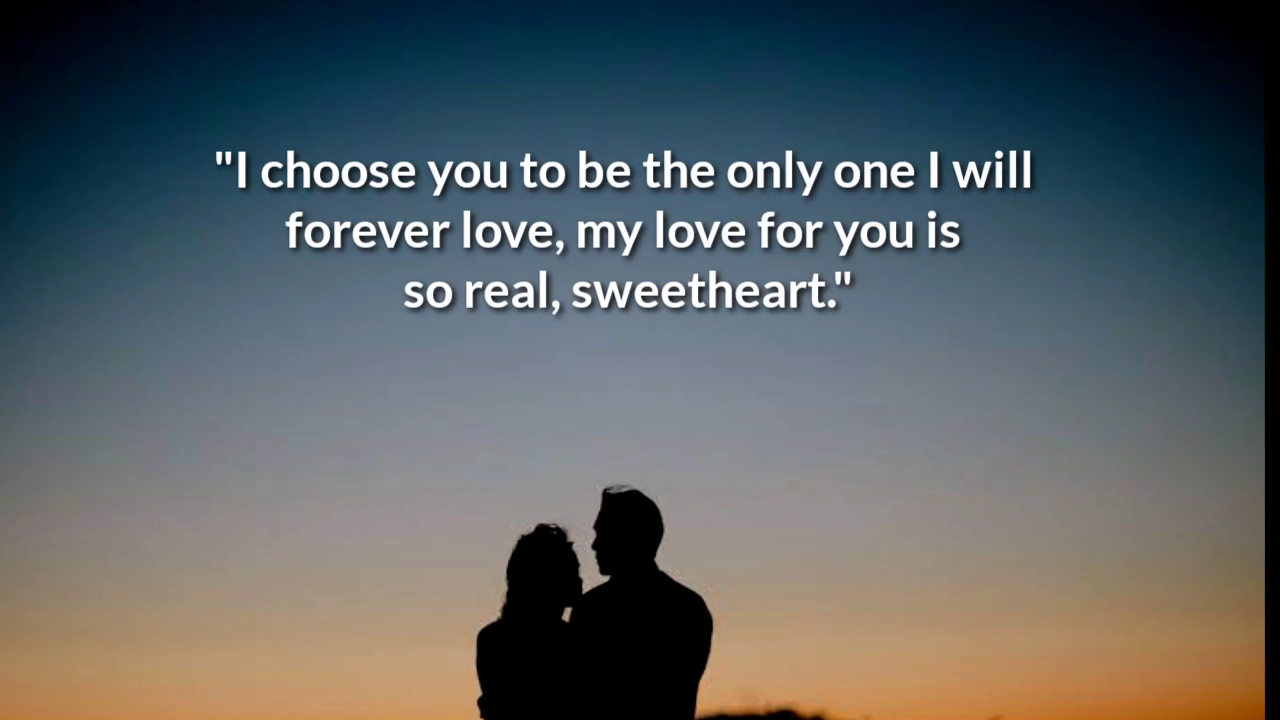 "I choose you to be the only one I will
forever love, my love for you is
so real, sweetheart."